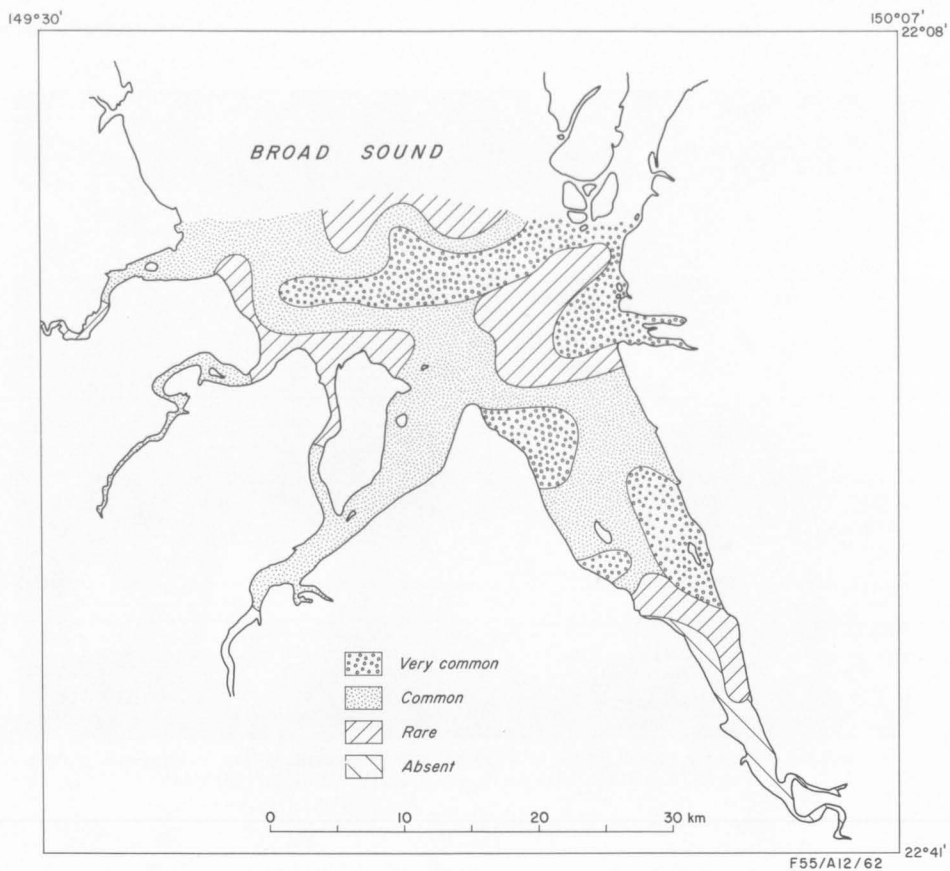 149°30'
150°07'
22°08'
BROAD SOUND
Very common
Common
Rare
Absent
0 10 20 30 km
22°41'
F55/A12/62